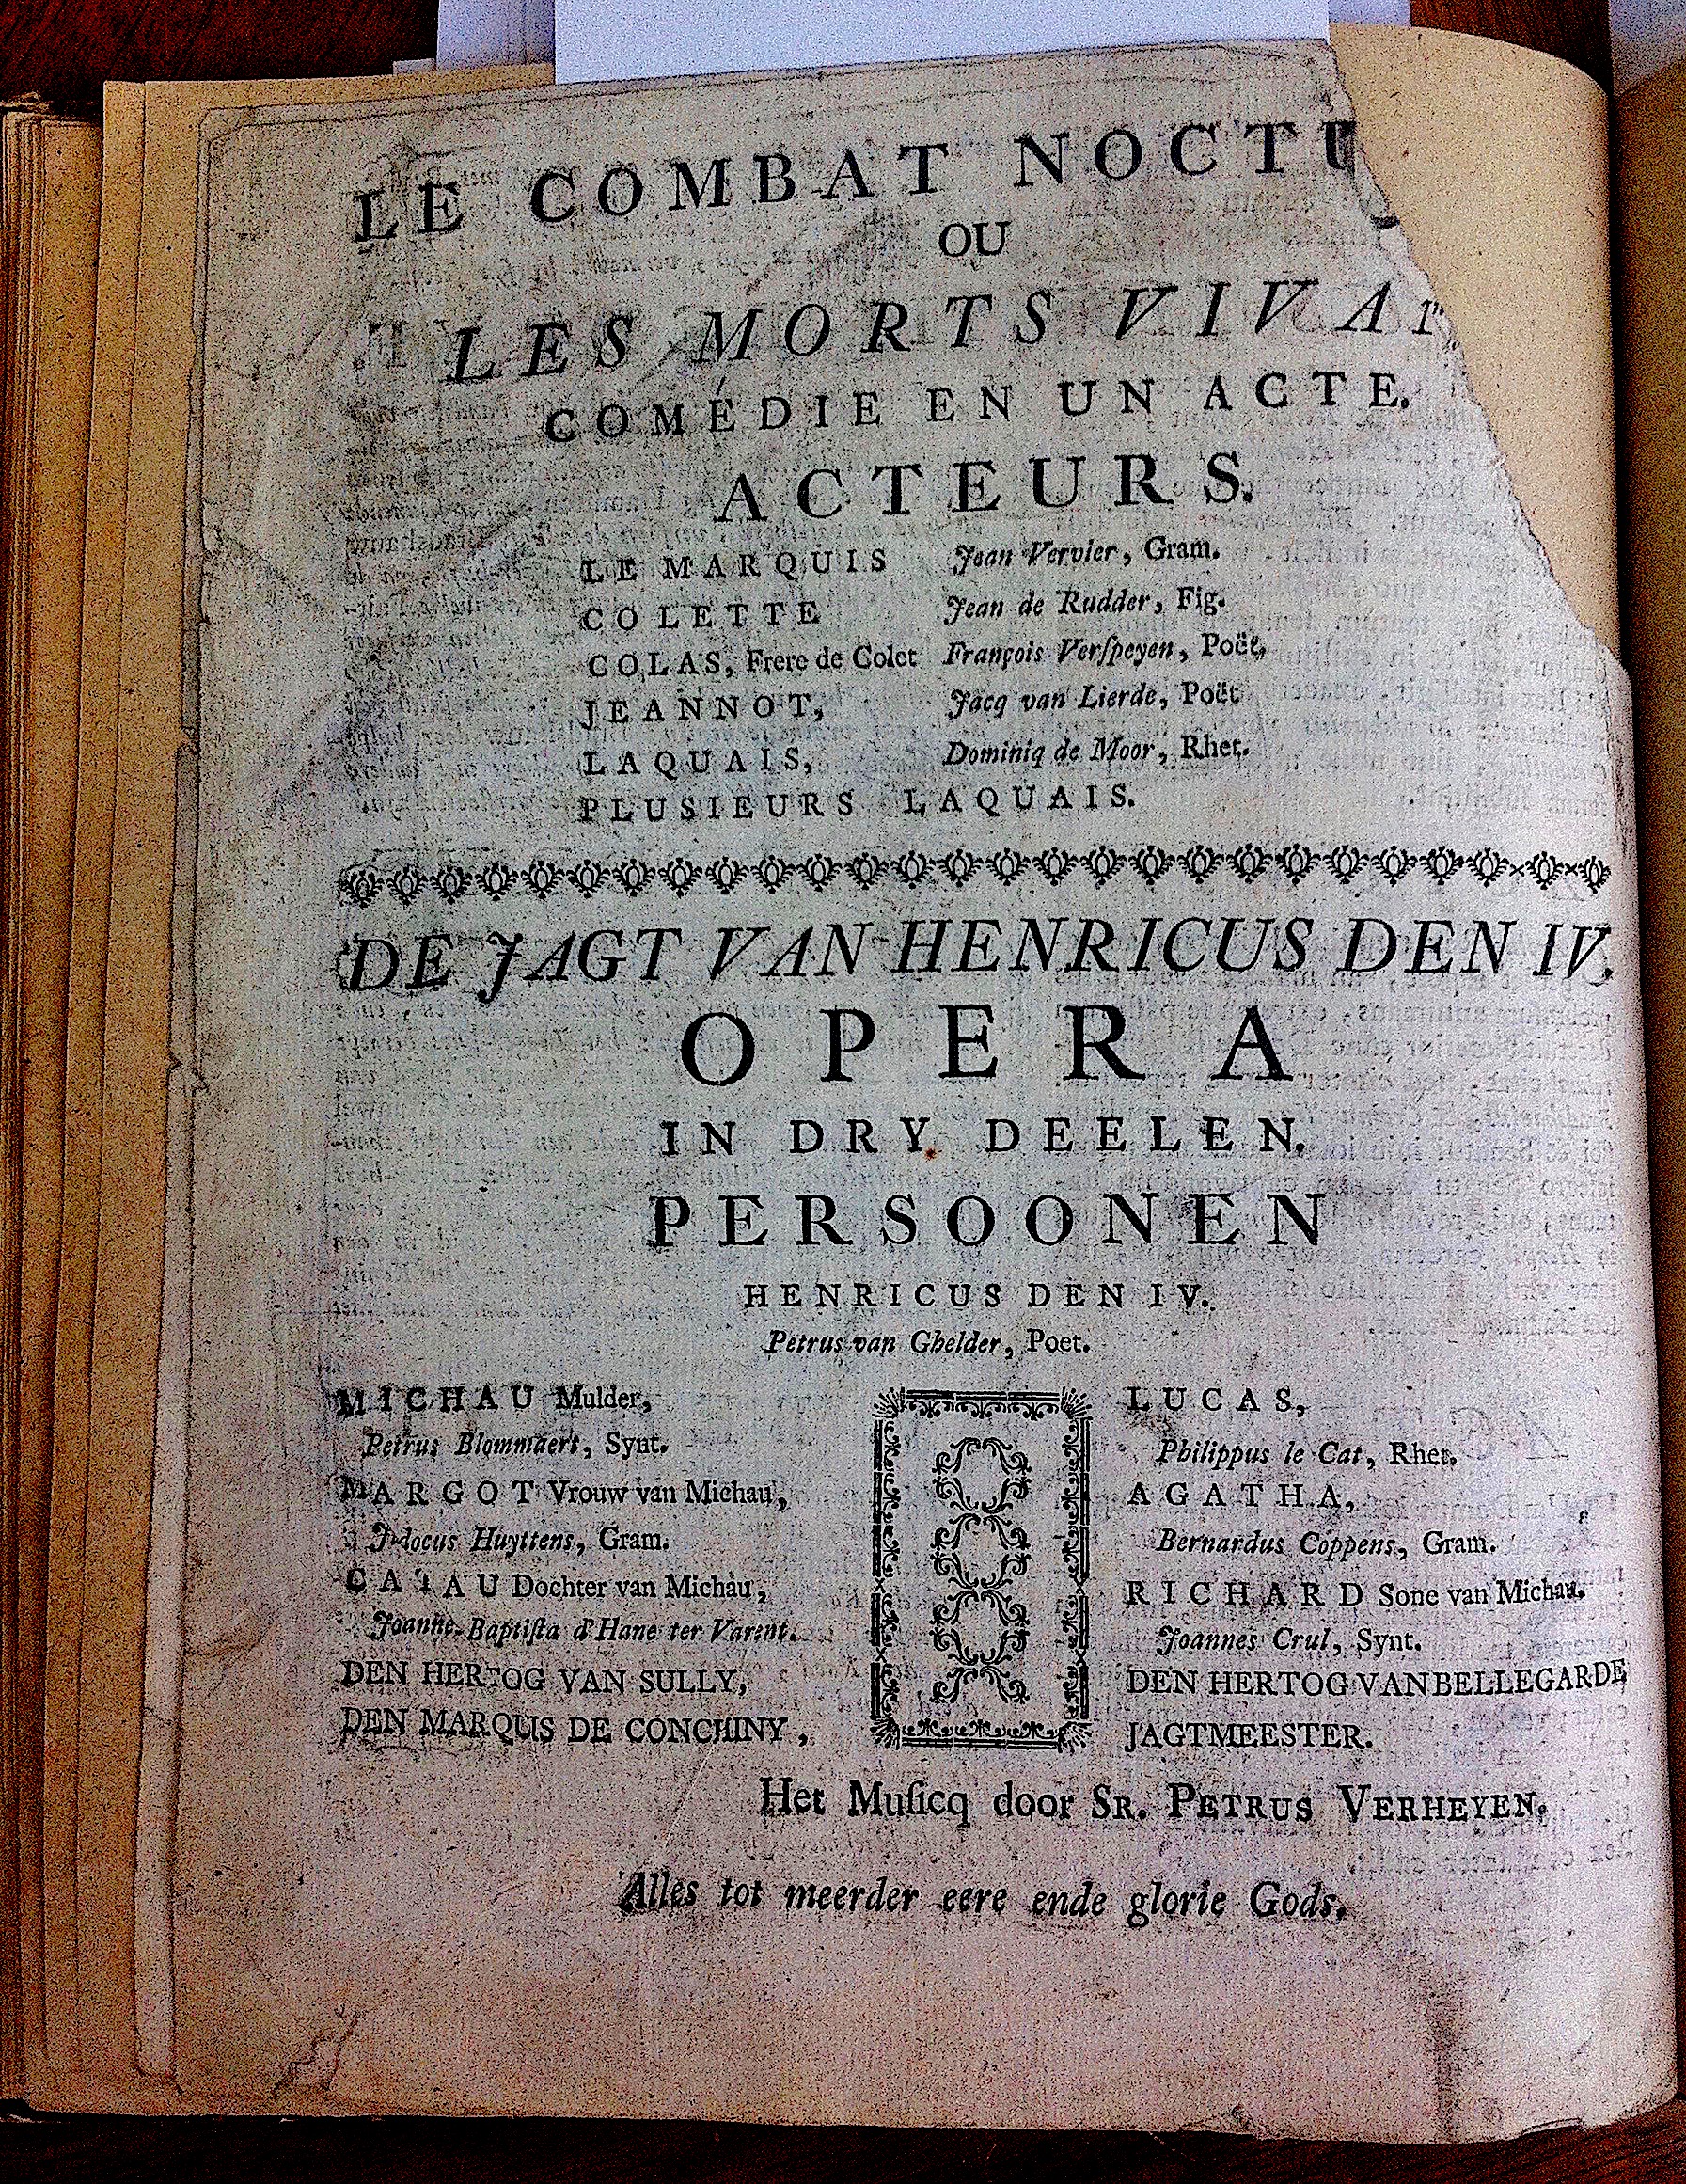 LE COMBAT NOCTU
OU
LES MORTS VIVAN
COMÉDIE EN UN ACTE.
ACTEURS.
LE MARQUIS Jean Vervier, Gram.
COLETTE Jean de Rudder, Fig.
COLAS, Frere de Colet François Verſpeyen, Poët,
JEANNOT, Jacq van Lierde, Poët
LAQUAIS, Dominiq de Moor, Rhet.
PLUSIEURS LAQUAIS.
DE JAGT VAN HENRICUS DEN IV.
OPERA
IN DRY DEELEN.
PERSOONEN
HENRICUS DEN IV.
Petrus van Ghelder, Poet.
MICHAU Mulder,
Petrus Blommaert, Synt.
MARGOT Vrouw van Michau,
Jdocus Huyttens, Gram.
CATAU Dochter van Michau,
Joanne-Baptiſta d'Hane ter Varent.
DEN HERTOG VAN SULLY,
DEN MARQUIS DE CONCHINY,
LUCAS,
Philippus le Cat, Rhet.
AGATHA,
Bernardus Coppens, Gram.
RICHARD Sone van Michau.
Joannes Crul, Synt.
DEN HERTOG VAN BELLEGARDE
JAGTMEESTER.
Het Muſicq door SR. PETRUS VERHEYEN.
Alles tot meerder eere ende glorie Gods.